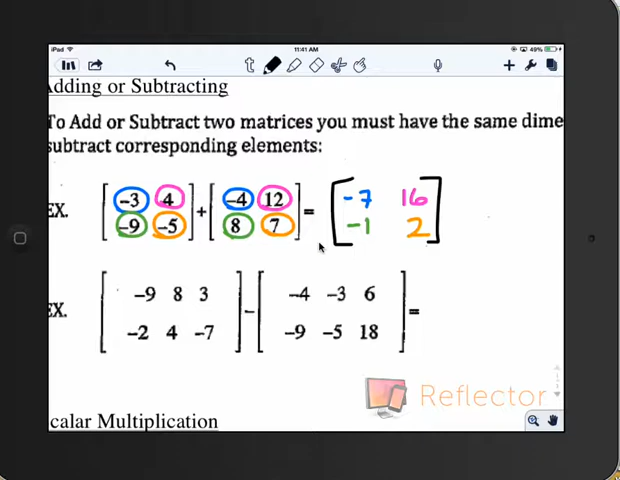 iPad 11:41 AM 49%
Adding or Subtracting
To Add or Subtract two matrices you must have the same dime
subtract corresponding elements:
EX. [ -3 4 ] + [ -4 12 ] = [ -7 16 ]
[ -9 -5 ] [ 8 7 ] [ -1 2 ]
EX. [ -9 8 3 ] - [ -4 -3 6 ] =
[ -2 4 -7 ] [ -9 -5 18 ]
Reflector
calar Multiplication